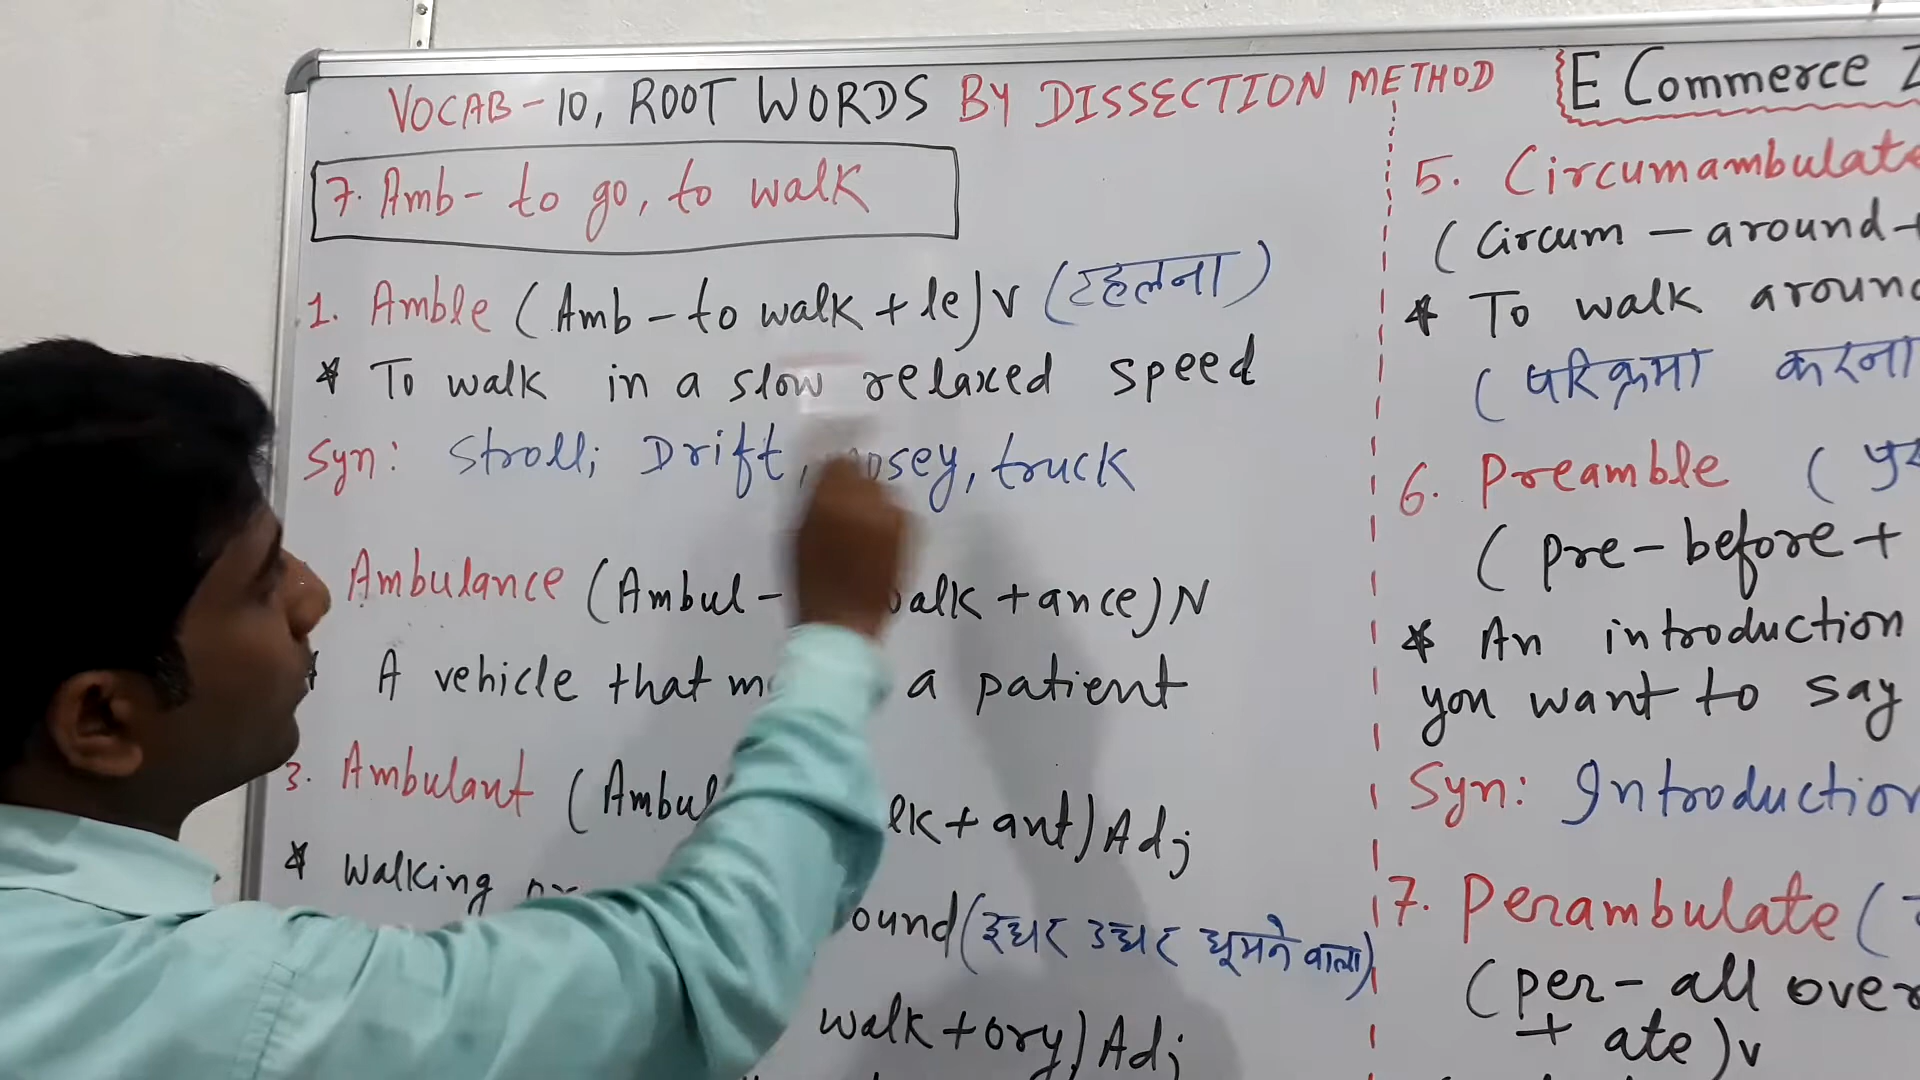 VOCAB-10, ROOT WORDS BY DISSECTION METHOD
7. Amb- to go, to walk
1. Amble (Amb - to walk + le) v (टहलना)
* To walk in a slow relaxed speed
Syn: Stroll; Drift, truck
Ambulance (Ambul - walk + ance) N
A vehicle that a patient
3. Ambulant (Ambul + ant) Adj
* Walking
(इधर उधर घूमने वाला)
walk + ory) Adj
E Commerce
5. Circumambulate
(Circum - around +
* To walk around
(परिक्रमा करना
6. Preamble (
(pre - before +
* An introduction
you want to say
Syn: Introduction
7. Perambulate (
(per - all over
+ ate) v